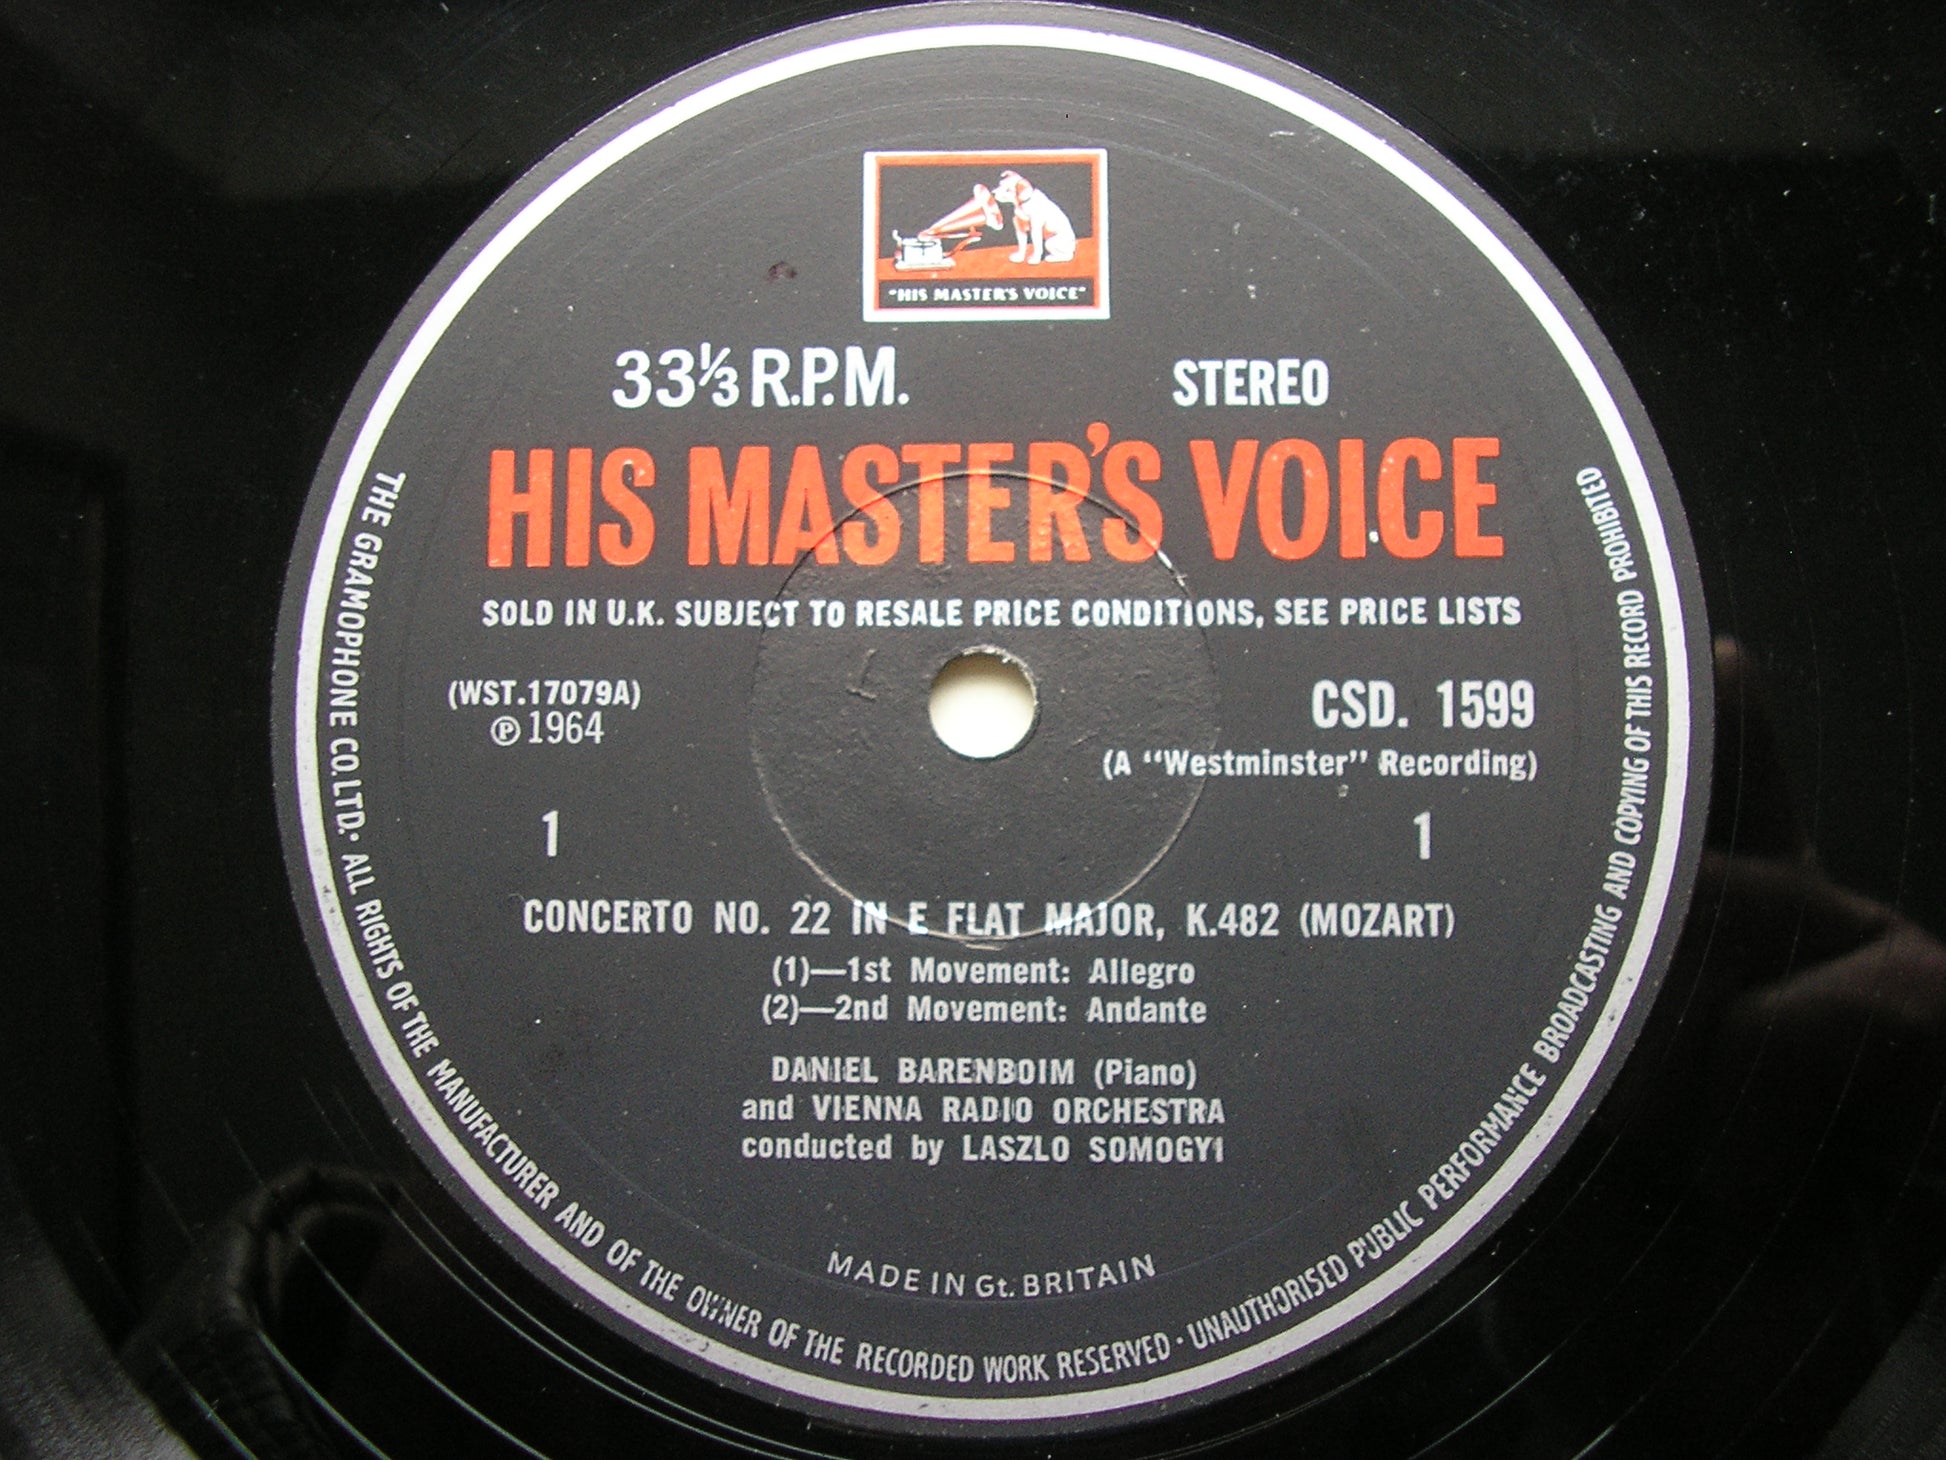 "HIS MASTER'S VOICE"
33⅓ R.P.M. STEREO
HIS MASTER'S VOICE
SOLD IN U.K. SUBJECT TO RESALE PRICE CONDITIONS, SEE PRICE LISTS
(WST.17079A) CSD. 1599
℗ 1964
(A "Westminster" Recording)
1 1
CONCERTO NO. 22 IN E FLAT MAJOR, K.482 (MOZART)
(1)—1st Movement: Allegro
(2)—2nd Movement: Andante
DANIEL BARENBOIM (Piano)
and VIENNA RADIO ORCHESTRA
conducted by LASZLO SOMOGYI
MADE IN Gt. BRITAIN
THE GRAMOPHONE CO. LTD. · ALL RIGHTS OF THE MANUFACTURER AND OF THE OWNER OF THE RECORDED WORK RESERVED · UNAUTHORISED PUBLIC PERFORMANCE BROADCASTING AND COPYING OF THIS RECORD PROHIBITED